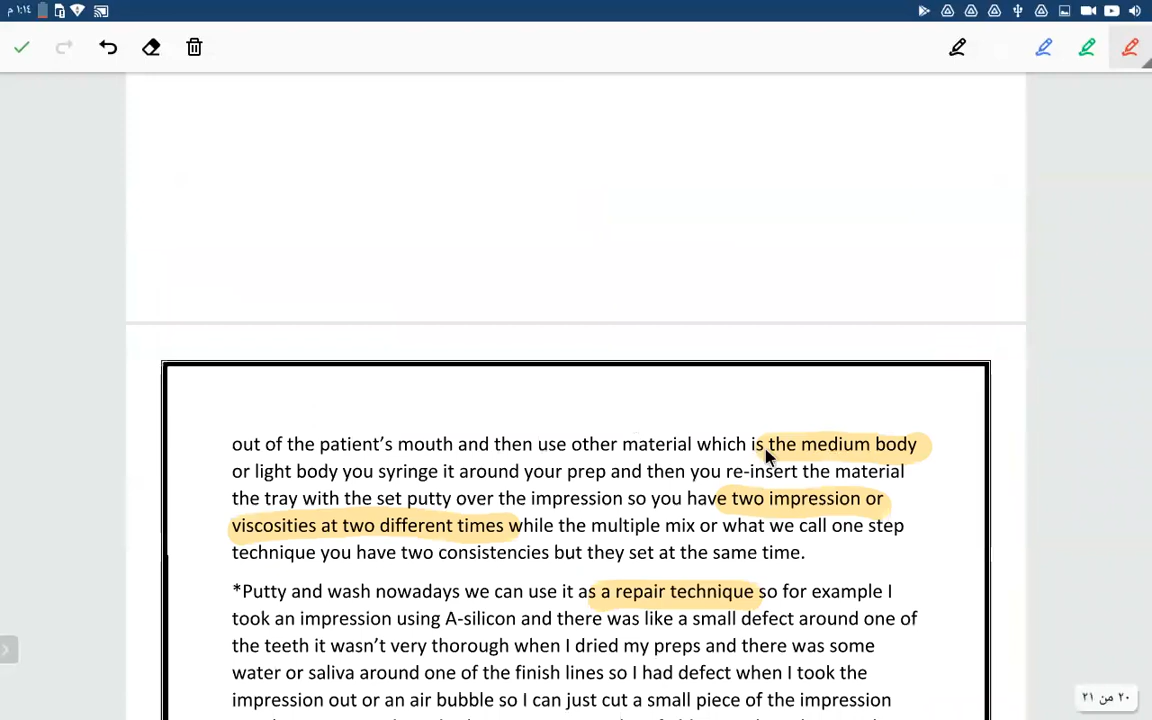 ١:١٤ م
out of the patient’s mouth and then use other material which is the medium body
or light body you syringe it around your prep and then you re-insert the material
the tray with the set putty over the impression so you have two impression or
viscosities at two different times while the multiple mix or what we call one step
technique you have two consistencies but they set at the same time.
*Putty and wash nowadays we can use it as a repair technique so for example I
took an impression using A-silicon and there was like a small defect around one of
the teeth it wasn’t very thorough when I dried my preps and there was some
water or saliva around one of the finish lines so I had defect when I took the
impression out or an air bubble so I can just cut a small piece of the impression
٢٠ من ٢١